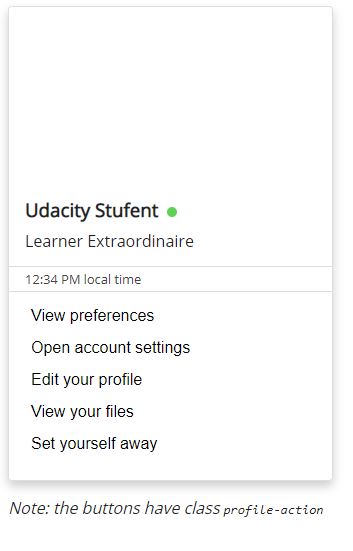 Udacity Stufent
Learner Extraordinaire
12:34 PM local time
View preferences
Open account settings
Edit your profile
View your files
Set yourself away
Note: the buttons have class profile-action